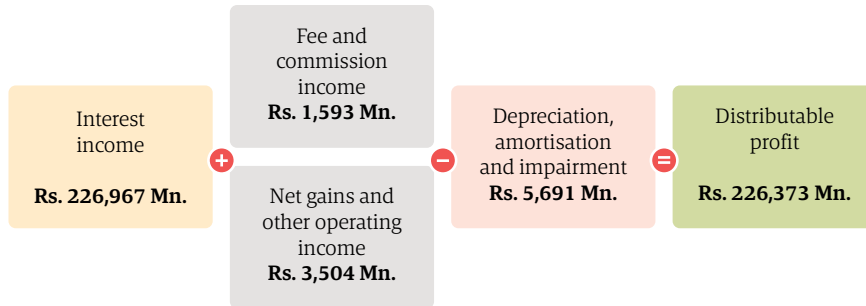 Interest
income
Rs. 226,967 Mn.
+
Fee and
commission
income
Rs. 1,593 Mn.
Net gains and
other operating
income
Rs. 3,504 Mn.
−
Depreciation,
amortisation
and impairment
Rs. 5,691 Mn.
=
Distributable
profit
Rs. 226,373 Mn.